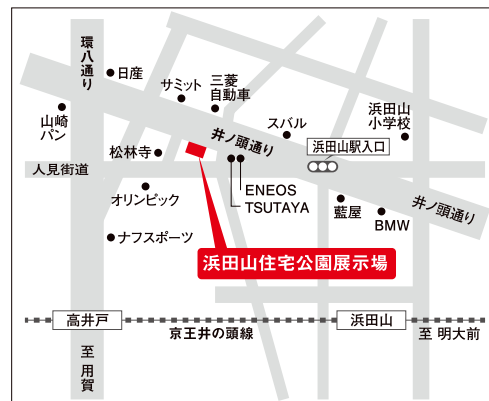 環八通り
日産
サミット
三菱
自動車
山崎
パン
スバル
浜田山
小学校
井ノ頭通り
浜田山駅入口
松林寺
人見街道
オリンピック
ENEOS
TSUTAYA
藍屋
BMW
井ノ頭通り
ナフスポーツ
浜田山住宅公園展示場
高井戸
京王井の頭線
浜田山
至 明大前
至 用賀